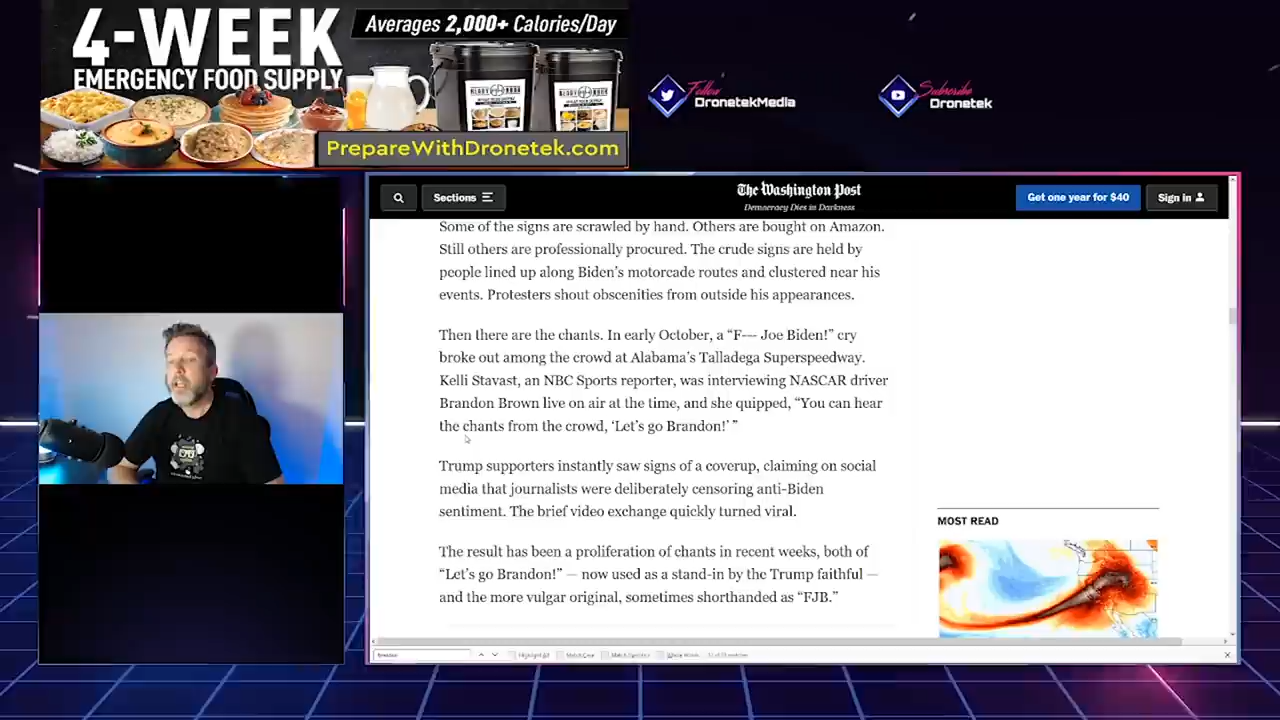 4-WEEK
EMERGENCY FOOD SUPPLY
Averages 2,000+ Calories/Day
PrepareWithDronetek.com
Follow
DronetekMedia
Subscribe
Dronetek
Sections
The Washington Post
Democracy Dies in Darkness
Get one year for $40
Sign in
Some of the signs are scrawled by hand. Others are bought on Amazon.
Still others are professionally procured. The crude signs are held by
people lined up along Biden's motorcade routes and clustered near his
events. Protesters shout obscenities from outside his appearances.
Then there are the chants. In early October, a “F--- Joe Biden!” cry
broke out among the crowd at Alabama's Talladega Superspeedway.
Kelli Stavast, an NBC Sports reporter, was interviewing NASCAR driver
Brandon Brown live on air at the time, and she quipped, “You can hear
the chants from the crowd, ‘Let's go Brandon!’ ”
Trump supporters instantly saw signs of a coverup, claiming on social
media that journalists were deliberately censoring anti-Biden
sentiment. The brief video exchange quickly turned viral.
The result has been a proliferation of chants in recent weeks, both of
“Let's go Brandon!” — now used as a stand-in by the Trump faithful —
and the more vulgar original, sometimes shorthanded as “FJB.”
MOST READ